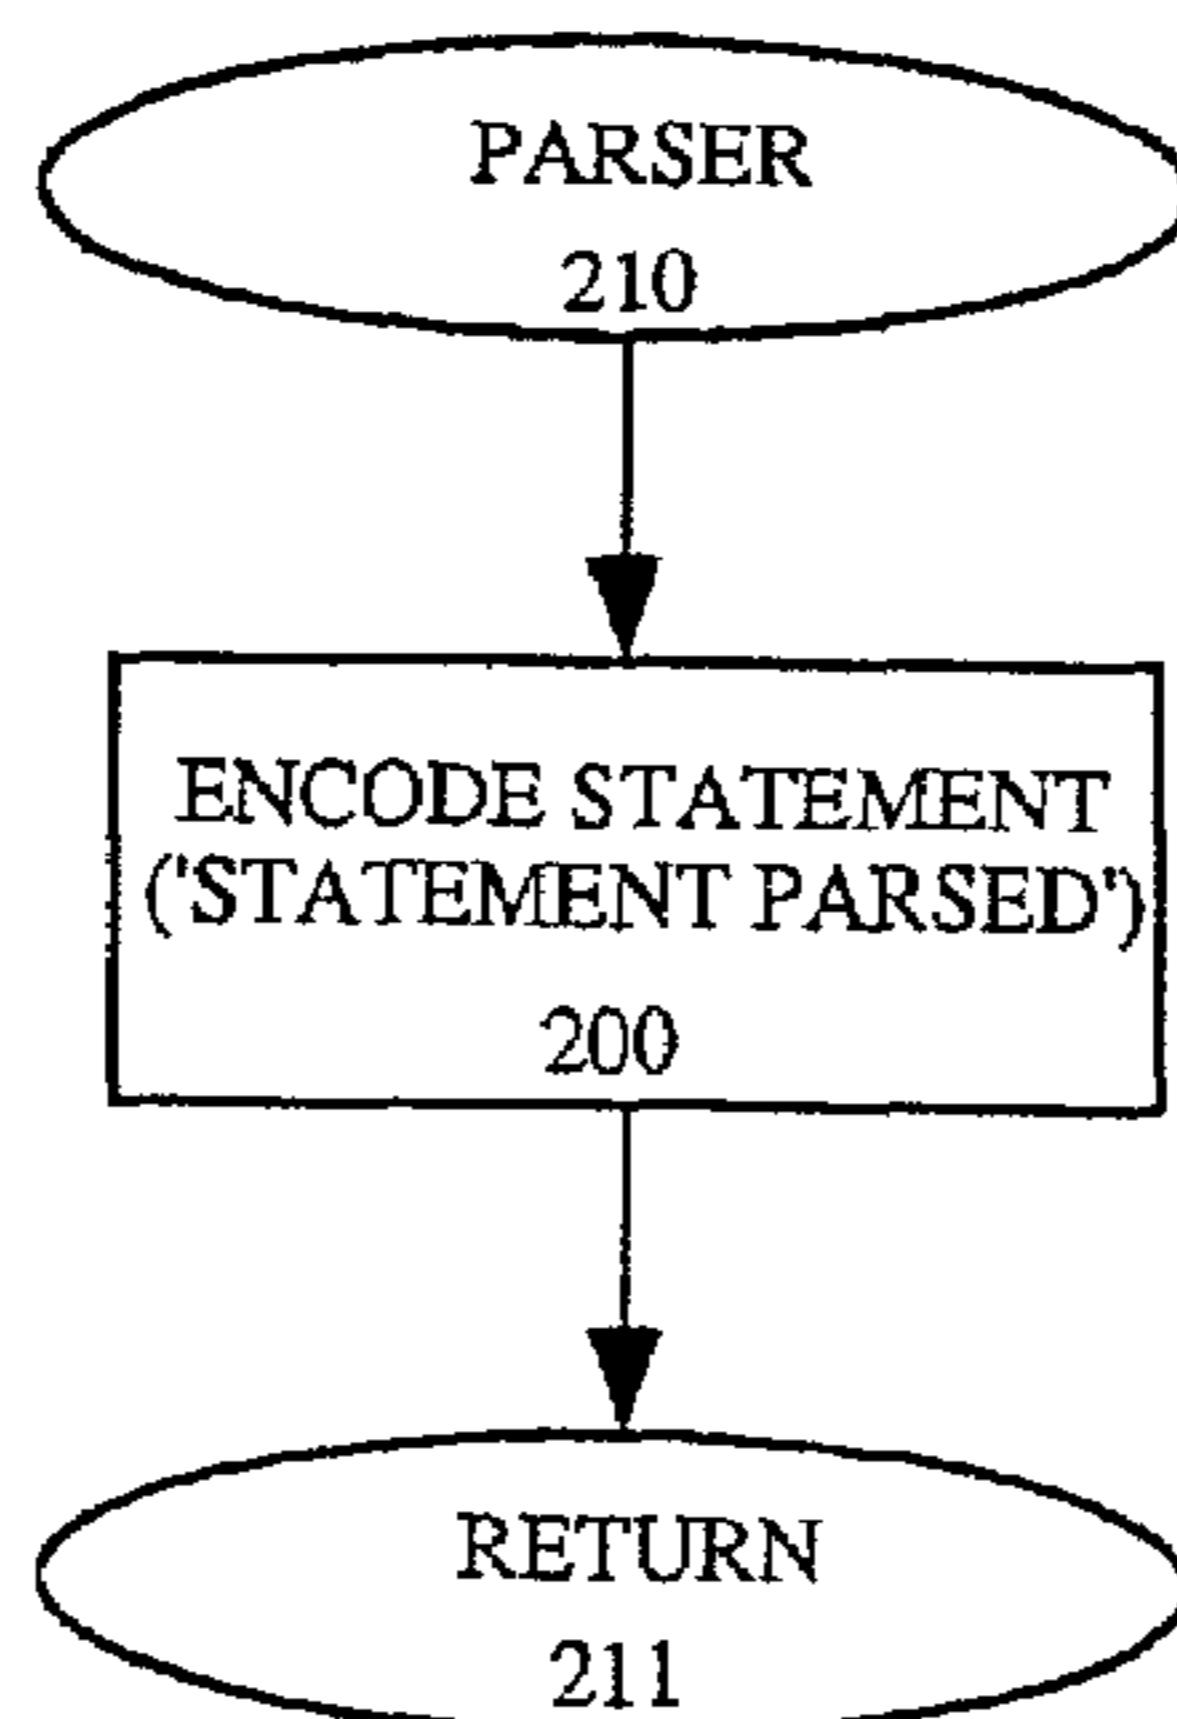 PARSER
210
ENCODE STATEMENT
('STATEMENT PARSED')
200
RETURN
211